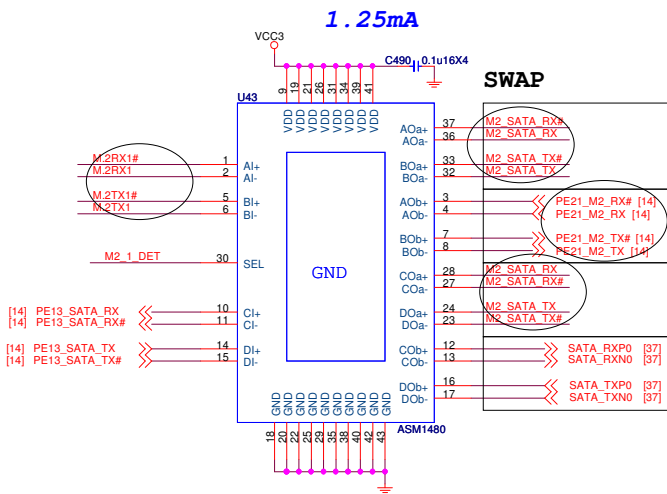 1.25mA
VCC3
C490 0.1u16X4
SWAP
U43
9 19 21 26 31 34 39 41
VDD VDD VDD VDD VDD VDD VDD VDD
M.2RX1# 1 AI+
M.2RX1 2 AI-
M.2TX1# 5 BI+
M.2TX1 6 BI-
M2_1_DET 30 SEL
[14] PE13_SATA_RX 10 CI+
[14] PE13_SATA_RX# 11 CI-
[14] PE13_SATA_TX 14 DI+
[14] PE13_SATA_TX# 15 DI-
GND
AOa+ 37 M2_SATA_RX#
AOa- 36 M2_SATA_RX
BOa+ 33 M2_SATA_TX#
BOa- 32 M2_SATA_TX
AOb+ 3 PE21_M2_RX# [14]
AOb- 4 PE21_M2_RX [14]
BOb+ 7 PE21_M2_TX# [14]
BOb- 8 PE21_M2_TX [14]
COa+ 28 M2_SATA_RX
COa- 27 M2_SATA_RX#
DOa+ 24 M2_SATA_TX
DOa- 23 M2_SATA_TX#
COb+ 12 SATA_RXP0 [37]
COb- 13 SATA_RXN0 [37]
DOb+ 16 SATA_TXP0 [37]
DOb- 17 SATA_TXN0 [37]
GND GND GND GND GND GND GND GND GND GND
18 20 22 25 29 35 38 40 42 43
ASM1480